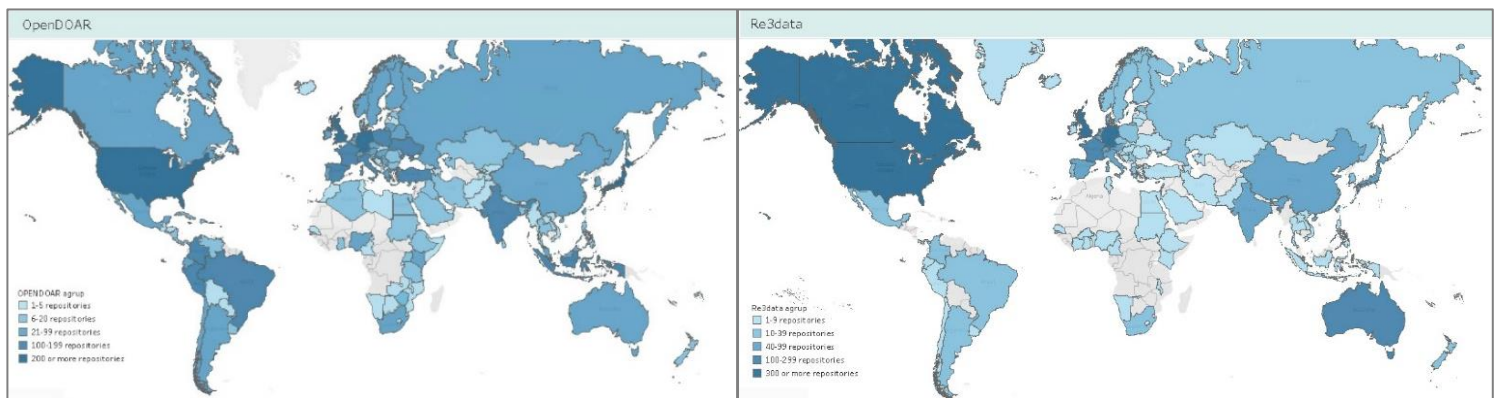 OpenDOAR
OPENDOAR agrup
1-5 repositories
6-20 repositories
21-99 repositories
100-199 repositories
200 or more repositories
Re3data
Algeria
Re3data agrup
1-9 repositories
10-39 repositories
40-99 repositories
100-299 repositories
300 or more repositories